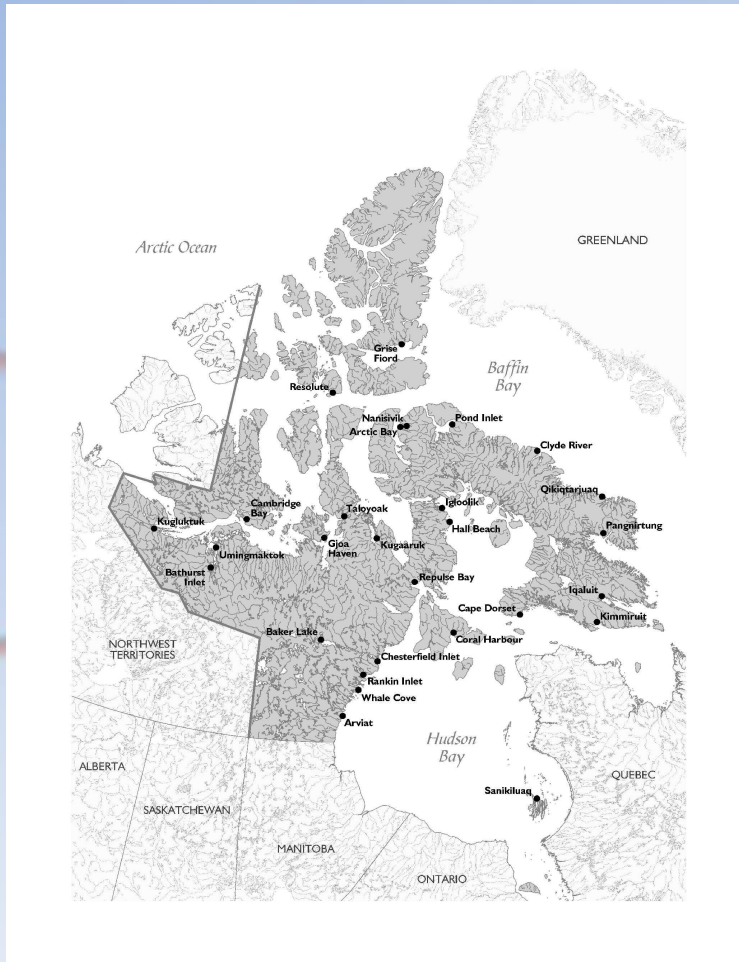 GREENLAND
Arctic Ocean
Grise
Fiord
Baffin
Bay
Resolute
Nanisivik
Arctic Bay
Pond Inlet
Clyde River
Qikiqtarjuaq
Cambridge
Bay
Taloyoak
Igloolik
Kugluktuk
Hall Beach
Pangnirtung
Gjoa
Haven
Kugaaruk
Umingmaktok
Bathurst
Inlet
Repulse Bay
Iqaluit
Cape Dorset
Kimmiruit
Baker Lake
Coral Harbour
NORTHWEST
TERRITORIES
Chesterfield Inlet
Rankin Inlet
Whale Cove
Arviat
Hudson
Bay
ALBERTA
QUEBEC
Sanikiluaq
SASKATCHEWAN
MANITOBA
ONTARIO